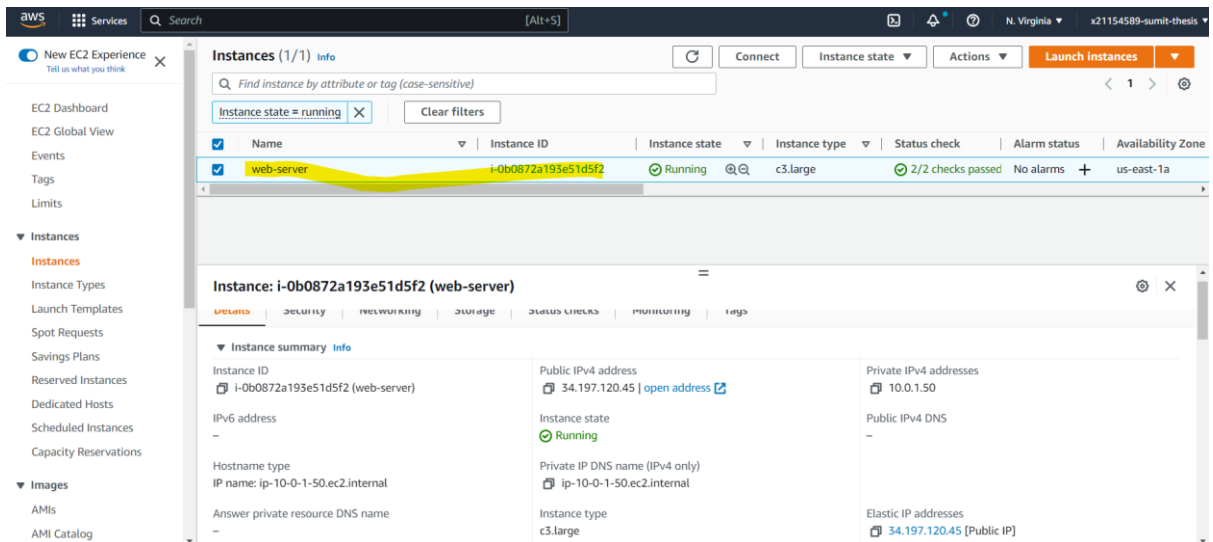 aws Services Search [Alt+S] N. Virginia ▼ x21154589-sumit-thesis ▼
New EC2 Experience
Tell us what you think
EC2 Dashboard
EC2 Global View
Events
Tags
Limits
▼ Instances
Instances
Instance Types
Launch Templates
Spot Requests
Savings Plans
Reserved Instances
Dedicated Hosts
Scheduled Instances
Capacity Reservations
▼ Images
AMIs
AMI Catalog
Instances (1/1) Info Connect Instance state ▼ Actions ▼ Launch instances ▼
Find instance by attribute or tag (case-sensitive) 1
Instance state = running Clear filters
Name Instance ID Instance state Instance type Status check Alarm status Availability Zone
web-server i-0b0872a193e51d5f2 Running c3.large 2/2 checks passed No alarms + us-east-1a
Instance: i-0b0872a193e51d5f2 (web-server)
Details Security Networking Storage Status checks Monitoring Tags
▼ Instance summary Info
Instance ID Public IPv4 address Private IPv4 addresses
i-0b0872a193e51d5f2 (web-server) 34.197.120.45 | open address 10.0.1.50
IPv6 address Instance state Public IPv4 DNS
– Running –
Hostname type Private IP DNS name (IPv4 only)
IP name: ip-10-0-1-50.ec2.internal ip-10-0-1-50.ec2.internal
Answer private resource DNS name Instance type Elastic IP addresses
– c3.large 34.197.120.45 [Public IP]